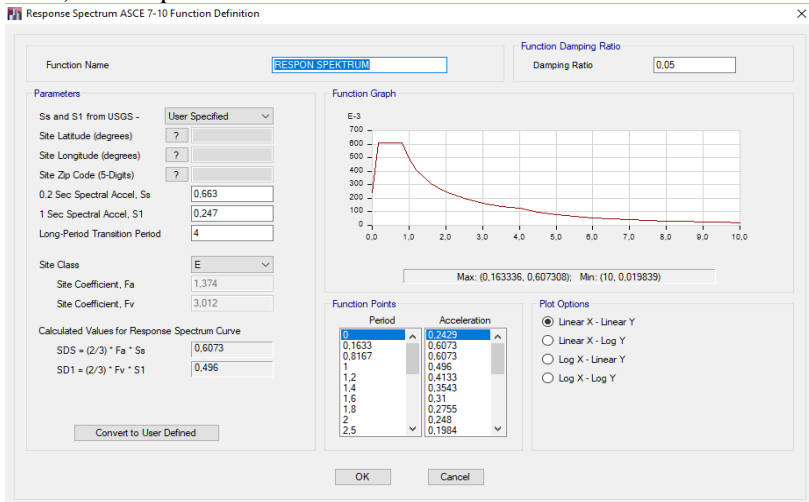 Response Spectrum ASCE 7-10 Function Definition
Function Name
RESPON SPEKTRUM
Function Damping Ratio
Damping Ratio
0,05
Parameters
Ss and S1 from USGS -
User Specified
Site Latitude (degrees)
?
Site Longitude (degrees)
?
Site Zip Code (5-Digits)
?
0.2 Sec Spectral Accel, Ss
0,663
1 Sec Spectral Accel, S1
0,247
Long-Period Transition Period
4
Site Class
E
Site Coefficient, Fa
1,374
Site Coefficient, Fv
3,012
Calculated Values for Response Spectrum Curve
SDS = (2/3) * Fa * Ss
0,6073
SD1 = (2/3) * Fv * S1
0,496
Convert to User Defined
Function Graph
E-3
700
600
500
400
300
200
100
0
0,0 1,0 2,0 3,0 4,0 5,0 6,0 7,0 8,0 9,0 10,0
Max: (0,163336, 0,607308); Min: (10, 0,019839)
Function Points
Period Acceleration
0 0,2429
0,1633 0,6073
0,8167 0,6073
1 0,496
1,2 0,4133
1,4 0,3543
1,6 0,31
1,8 0,2755
2 0,248
2,5 0,1984
Plot Options
Linear X - Linear Y
Linear X - Log Y
Log X - Linear Y
Log X - Log Y
OK
Cancel